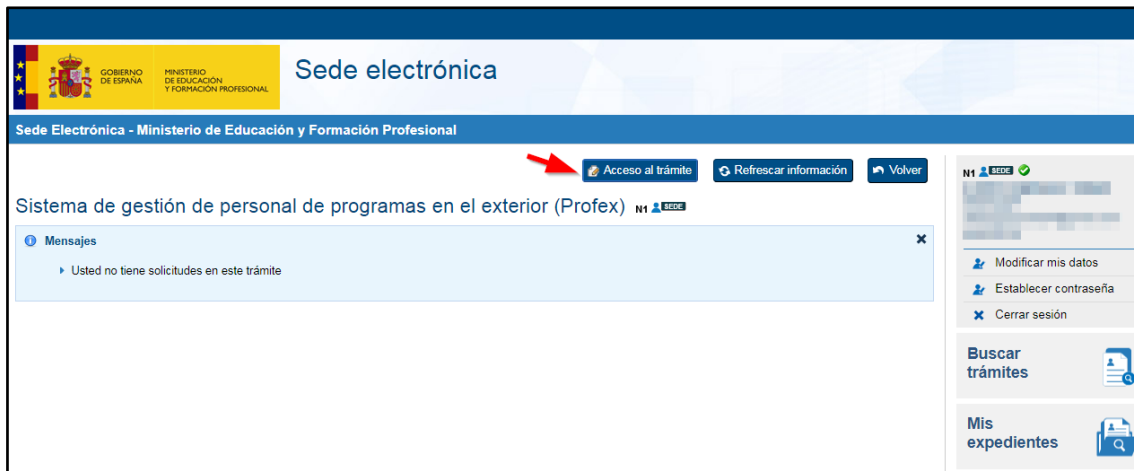 GOBIERNO
DE ESPAÑA
MINISTERIO
DE EDUCACIÓN
Y FORMACIÓN PROFESIONAL
Sede electrónica
Sede Electrónica - Ministerio de Educación y Formación Profesional
Acceso al trámite Refrescar información Volver
Sistema de gestión de personal de programas en el exterior (Profex) N1 SEDE
Mensajes
Usted no tiene solicitudes en este trámite
N1 SEDE
Modificar mis datos
Establecer contraseña
Cerrar sesión
Buscar
trámites
Mis
expedientes